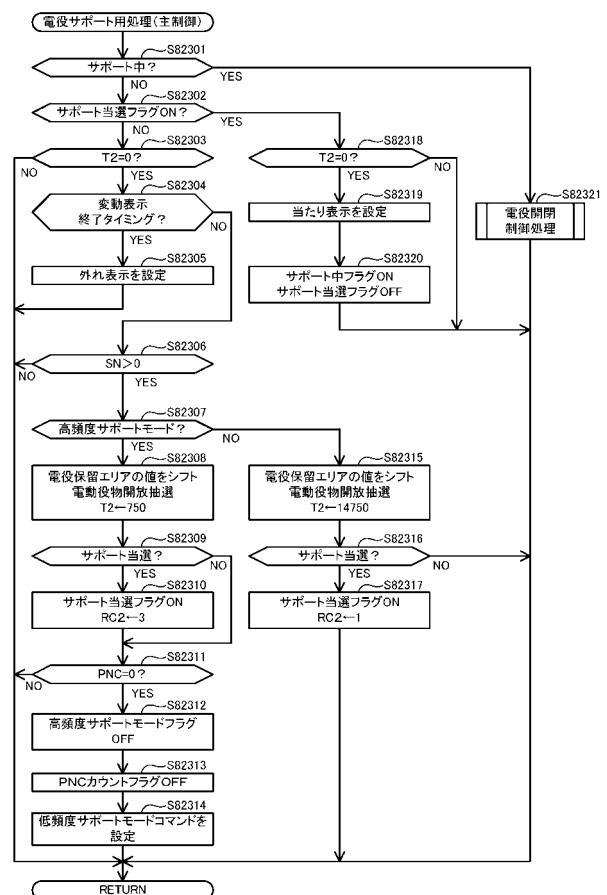 電役サポート用処理(主制御)
S82301
サポート中?
YES
NO
S82302
サポート当選フラグON?
YES
NO
S82303
T2=0?
NO
YES
S82304
変動表示
終了タイミング?
NO
YES
S82305
外れ表示を設定
S82318
T2=0?
NO
YES
S82319
当たり表示を設定
S82320
サポート中フラグON
サポート当選フラグOFF
S82321
電役開閉
制御処理
S82306
SN>0
NO
YES
S82307
高頻度サポートモード?
NO
YES
S82308
電役保留エリアの値をシフト
電動役物開放抽選
T2←750
S82309
サポート当選?
NO
YES
S82310
サポート当選フラグON
RC2←3
S82315
電役保留エリアの値をシフト
電動役物開放抽選
T2←14750
S82316
サポート当選?
NO
YES
S82317
サポート当選フラグON
RC2←1
S82311
PNC=0?
NO
YES
S82312
高頻度サポートモードフラグ
OFF
S82313
PNCカウントフラグOFF
S82314
低頻度サポートモードコマンドを
設定
RETURN